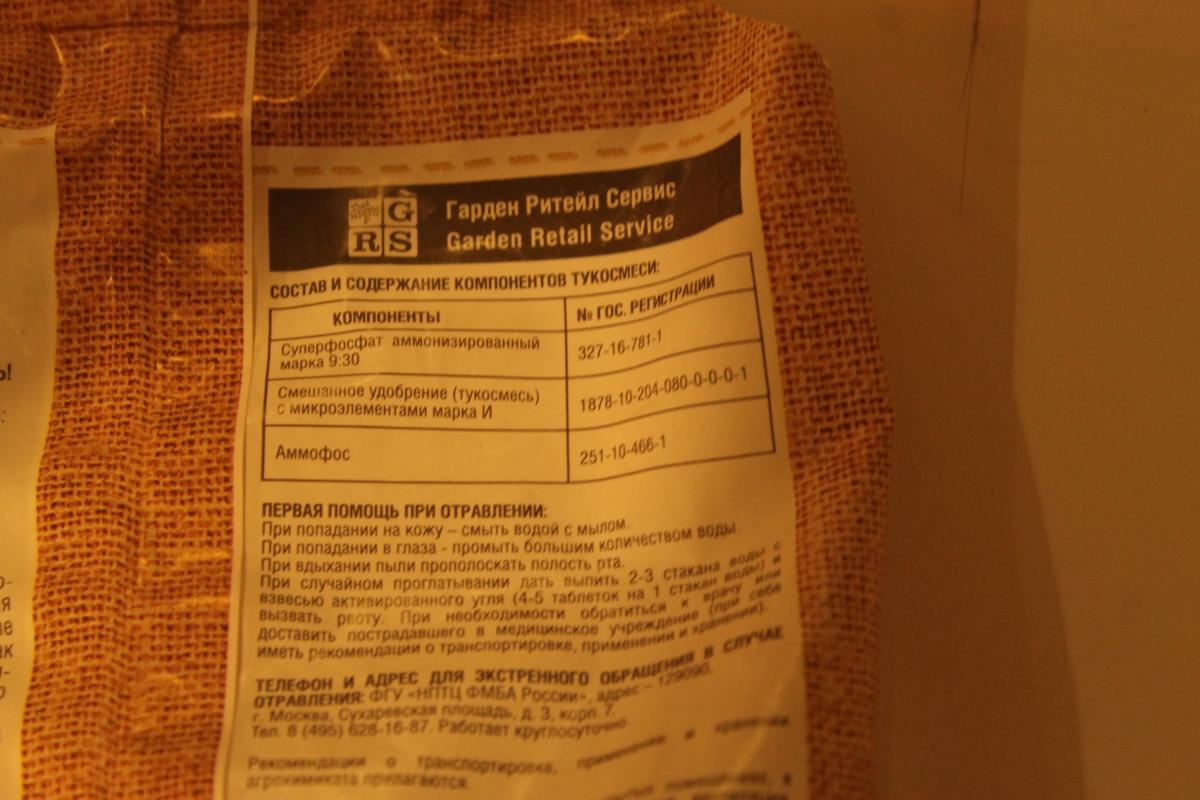 G
RS
Гарден Ритейл Сервис
Garden Retail Service
СОСТАВ И СОДЕРЖАНИЕ КОМПОНЕНТОВ ТУКОСМЕСИ:
КОМПОНЕНТЫ
№ ГОС. РЕГИСТРАЦИИ
Суперфосфат аммонизированный
марка 9:30
327-16-781-1
Смешанное удобрение (тукосмесь)
с микроэлементами марка И
1878-10-204-080-0-0-0-1
Аммофос
251-10-466-1
ПЕРВАЯ ПОМОЩЬ ПРИ ОТРАВЛЕНИИ:
При попадании на кожу – смыть водой с мылом.
При попадании в глаза - промыть большим количеством воды.
При вдыхании пыли прополоскать полость рта.
При случайном проглатывании дать выпить 2-3 стакана воды с
взвесью активированного угля (4-5 таблеток на 1 стакан воды) и
вызвать рвоту. При необходимости обратиться к врачу или
доставить пострадавшего в медицинское учреждение (при себе
иметь рекомендации о транспортировке, применении и хранении).
ТЕЛЕФОН И АДРЕС ДЛЯ ЭКСТРЕННОГО ОБРАЩЕНИЯ В СЛУЧАЕ
ОТРАВЛЕНИЯ: ФГУ «НПТЦ ФМБА России», адрес – 129090,
г. Москва, Сухаревская площадь, д. 3, корп. 7.
Тел. 8 (495) 628-16-87. Работает круглосуточно.
Рекомендации о транспортировке, применении и хранении
агрохимиката прилагаются.